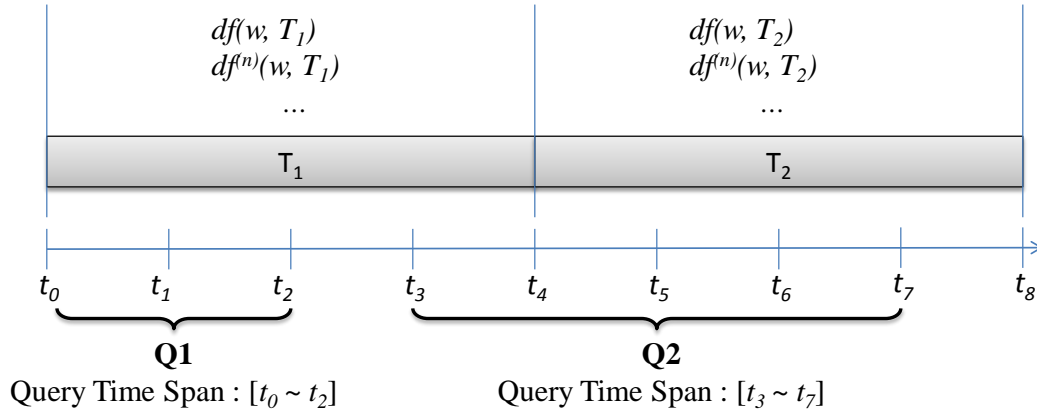 df(w, T₁) df(w, T₂)
df⁽ⁿ⁾(w, T₁) df⁽ⁿ⁾(w, T₂)
... ...
T₁ T₂
t₀ t₁ t₂ t₃ t₄ t₅ t₆ t₇ t₈
Q1 Q2
Query Time Span : [t₀ ~ t₂] Query Time Span : [t₃ ~ t₇]